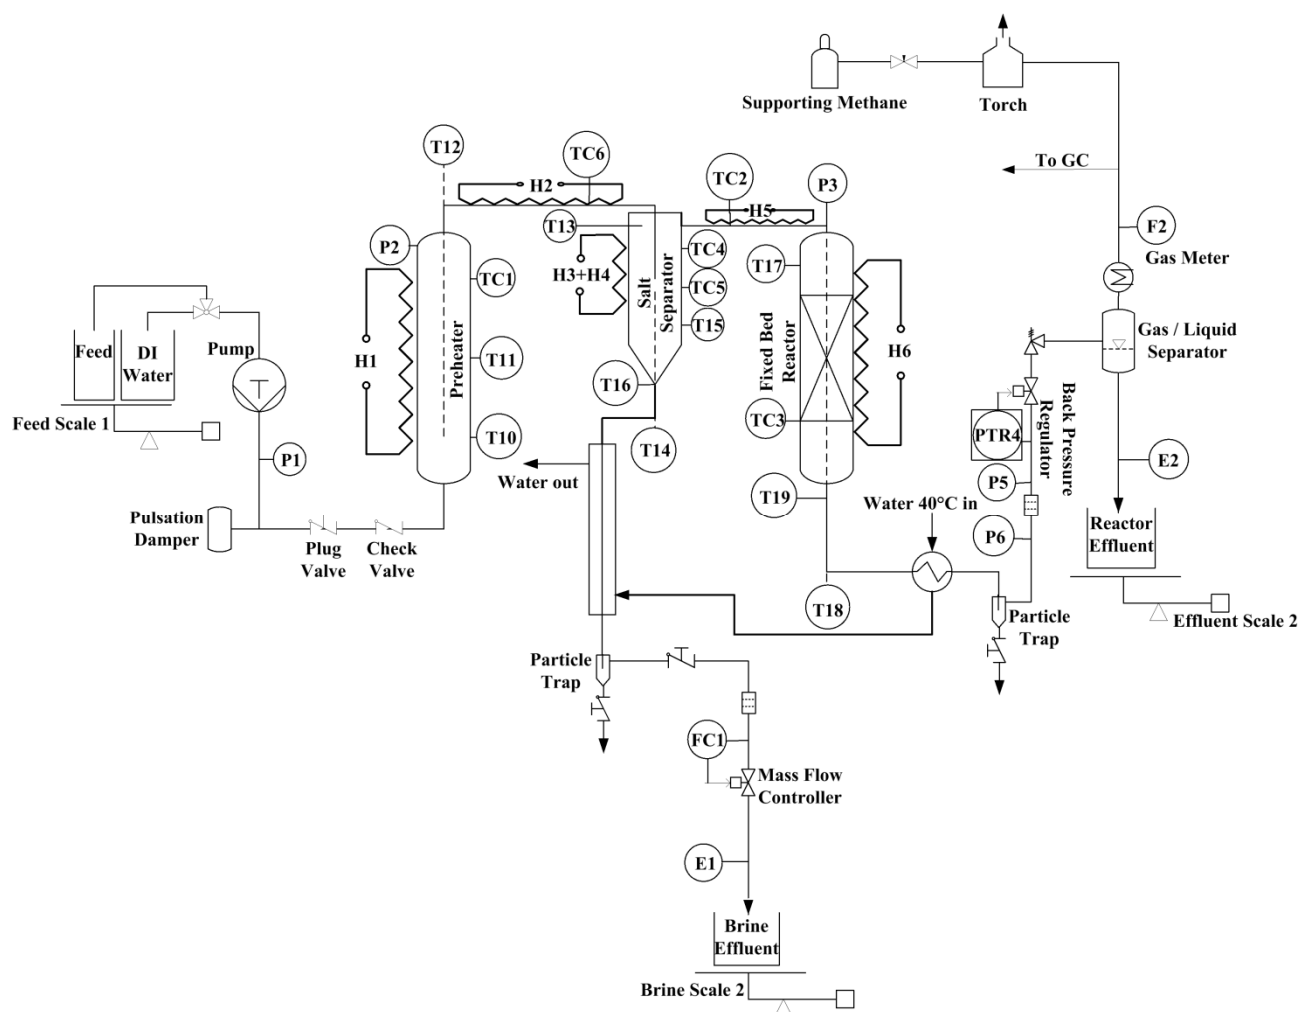 Supporting Methane
Torch
To GC
T12
TC6
H2
TC2
H5
P3
F2
Gas Meter
T13
P2
TC4
T17
TC1
H3+H4
TC5
Salt
Separator
T15
Gas / Liquid
Separator
Feed
DI
Water
Pump
H1
T11
Preheater
T16
Fixed Bed
Reactor
H6
Back Pressure
Regulator
Feed Scale 1
TC3
PTR4
T10
T14
P1
E2
Water out
P5
T19
Water 40°C in
Pulsation
Damper
Plug
Valve
Check
Valve
P6
Reactor
Effluent
T18
Particle
Trap
Effluent Scale 2
Particle
Trap
FC1
Mass Flow
Controller
E1
Brine
Effluent
Brine Scale 2